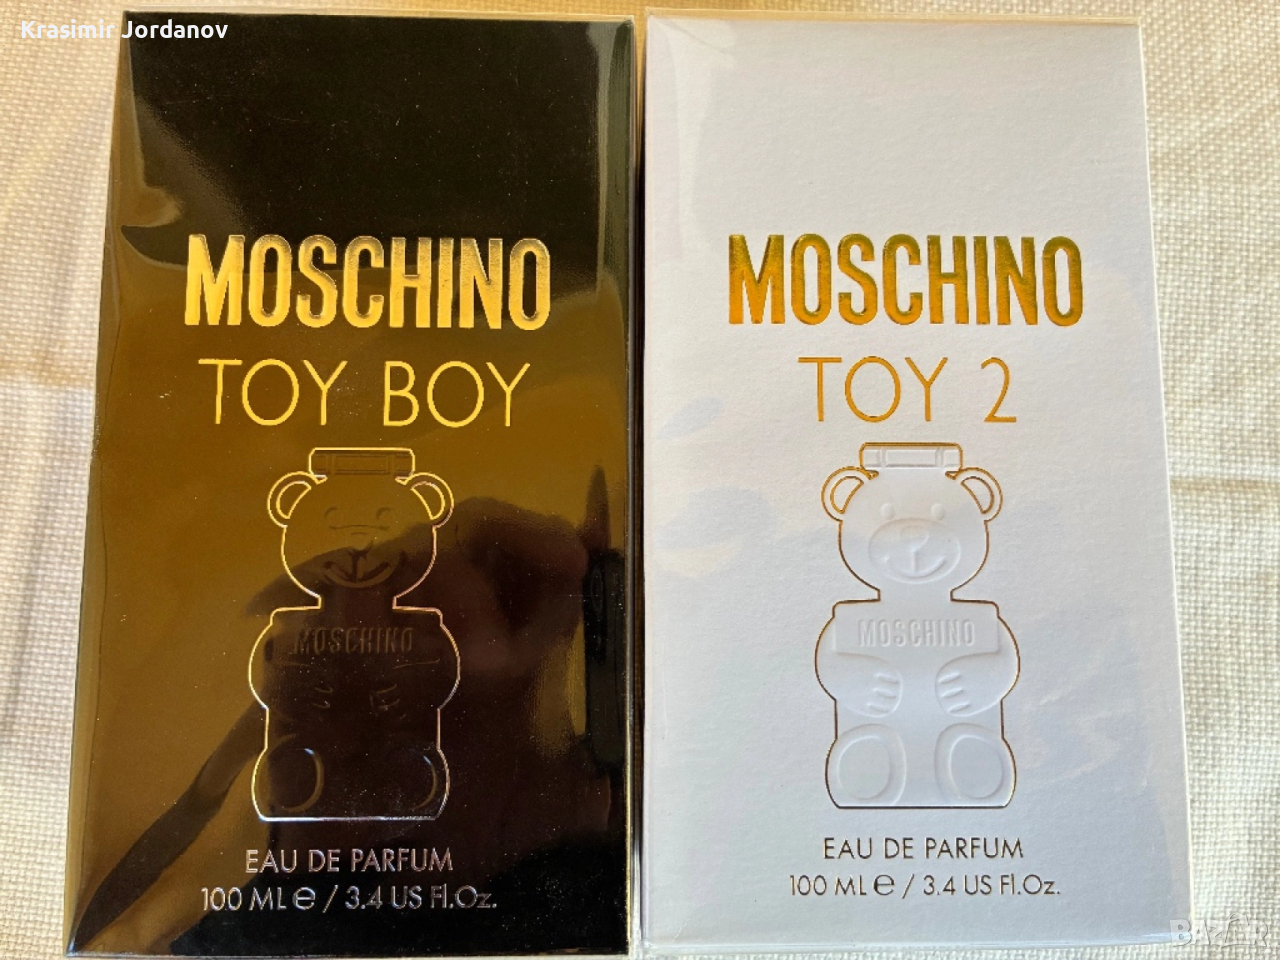 Krasimir Jordanov
MOSCHINO
TOY BOY
MOSCHINO
EAU DE PARFUM
100 ML e / 3.4 US Fl.Oz.
MOSCHINO
TOY 2
MOSCHINO
EAU DE PARFUM
100 ML e / 3.4 US Fl.Oz.
BAZAR